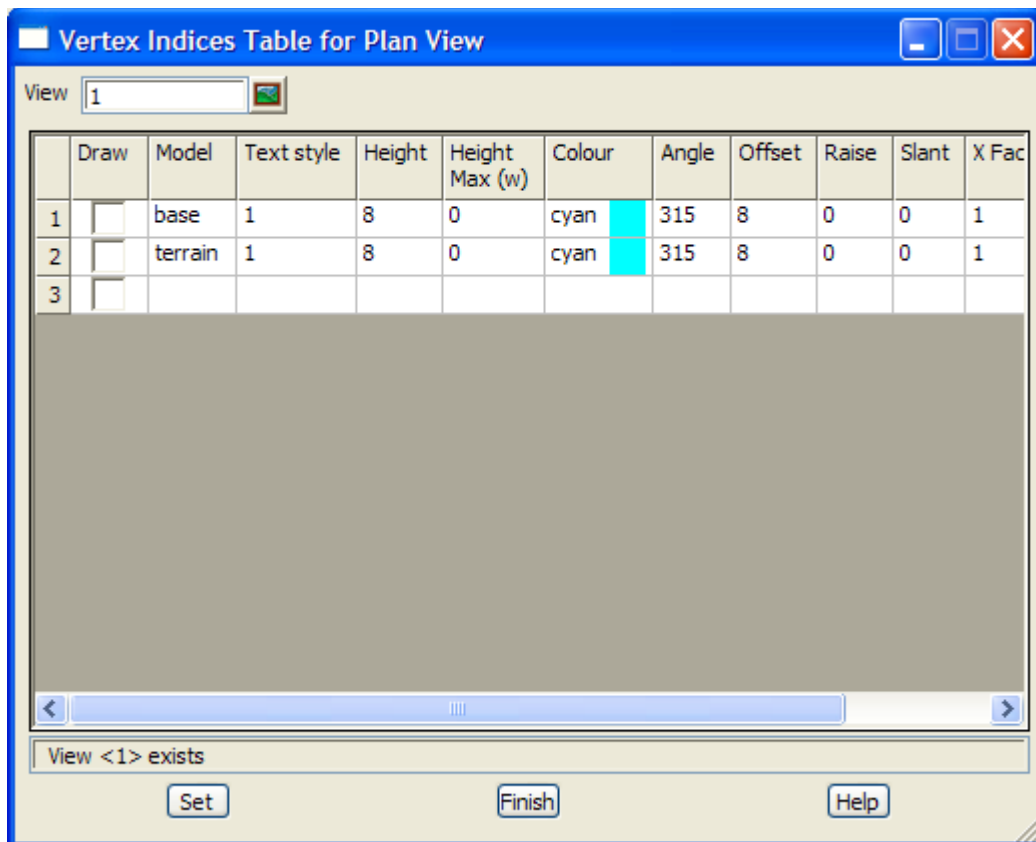 Vertex Indices Table for Plan View
View 1
Draw Model Text style Height Height Max (w) Colour Angle Offset Raise Slant X Fac
1 base 1 8 0 cyan 315 8 0 0 1
2 terrain 1 8 0 cyan 315 8 0 0 1
3
View <1> exists
Set Finish Help